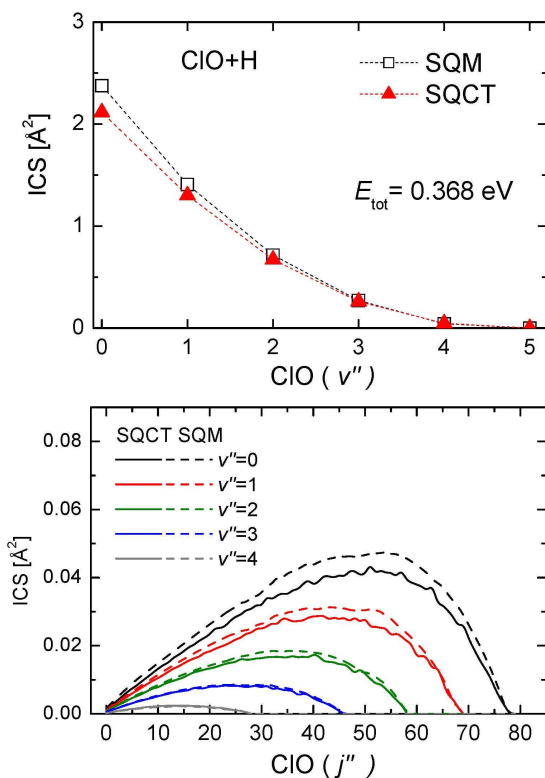 3
ClO+H
SQM
SQCT
2
ICS [Å²]
E_tot = 0.368 eV
1
0
0 1 2 3 4 5
ClO ( v'' )
0.08
SQCT SQM
v''=0
v''=1
0.06
v''=2
v''=3
v''=4
ICS [Å²]
0.04
0.02
0.00
0 10 20 30 40 50 60 70 80
ClO ( j'' )